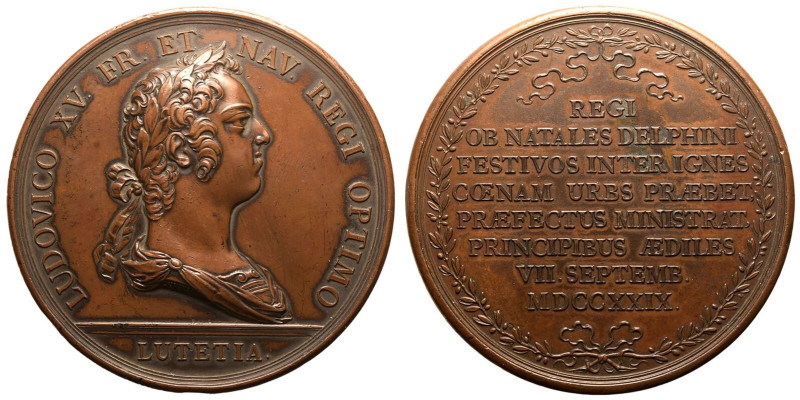 LUDOVICO XV. FR. ET NAV. REGI OPTIMO
LUTETIA.
REGI
OB NATALES DELPHINI
FESTIVOS INTER IGNES
CŒNAM URBS PRÆBET,
PRÆFECTUS MINISTRAT,
PRINCIPIBUS ÆDILES
VII. SEPTEMB.
MDCCXXIX.